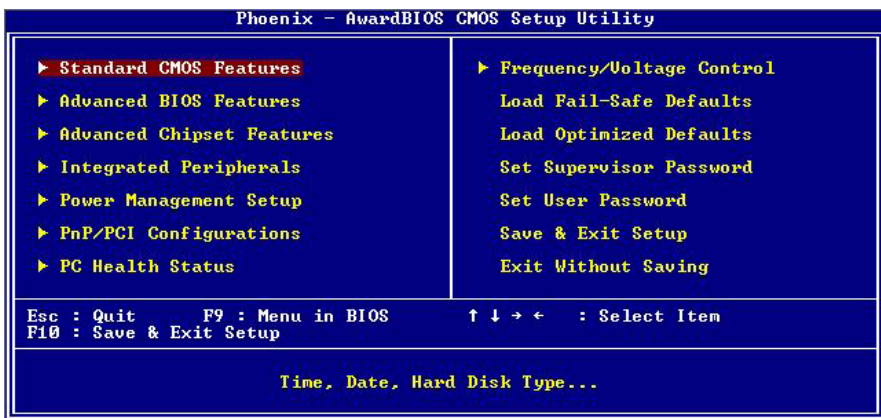 Phoenix - AwardBIOS CMOS Setup Utility
▶ Standard CMOS Features
▶ Advanced BIOS Features
▶ Advanced Chipset Features
▶ Integrated Peripherals
▶ Power Management Setup
▶ PnP/PCI Configurations
▶ PC Health Status
▶ Frequency/Voltage Control
Load Fail-Safe Defaults
Load Optimized Defaults
Set Supervisor Password
Set User Password
Save & Exit Setup
Exit Without Saving
Esc : Quit F9 : Menu in BIOS ↑ ↓ → ← : Select Item
F10 : Save & Exit Setup
Time, Date, Hard Disk Type...